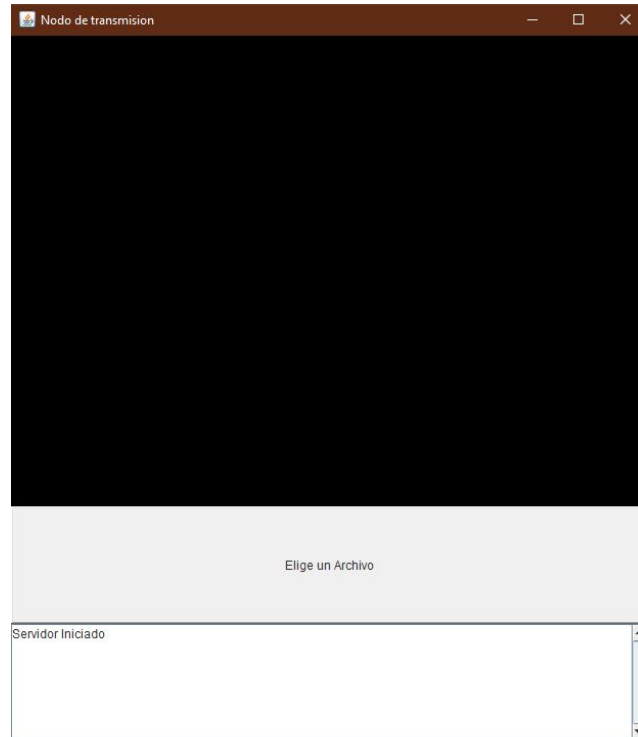 Nodo de transmision
Elige un Archivo
Servidor Iniciado